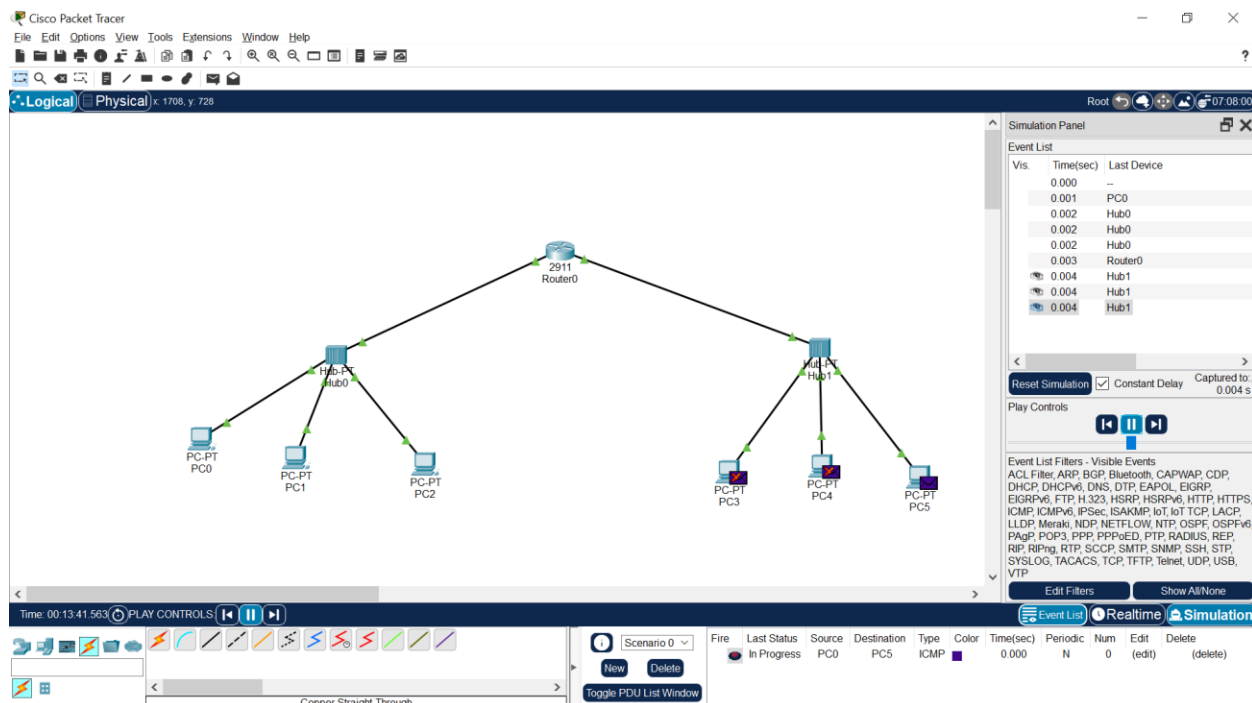 Cisco Packet Tracer
File Edit Options View Tools Extensions Window Help
?
Logical Physical x: 1708, y: 728 Root 07:08:00
Simulation Panel
Event List
Vis. Time(sec) Last Device
0.000 --
0.001 PC0
0.002 Hub0
0.002 Hub0
0.002 Hub0
0.003 Router0
0.004 Hub1
0.004 Hub1
0.004 Hub1
Reset Simulation Constant Delay Captured to:
0.004 s
Play Controls
Event List Filters - Visible Events
ACL Filter, ARP, BGP, Bluetooth, CAPWAP, CDP,
DHCP, DHCPv6, DNS, DTP, EAPOL, EIGRP,
EIGRPv6, FTP, H.323, HSRP, HSRPv6, HTTP, HTTPS,
ICMP, ICMPv6, IPSec, ISAKMP, IoT, IoT TCP, LACP,
LLDP, Meraki, NDP, NETFLOW, NTP, OSPF, OSPFv6,
PAgP, POP3, PPP, PPPoED, PTP, RADIUS, REP,
RIP, RIPng, RTP, SCCP, SMTP, SNMP, SSH, STP,
SYSLOG, TACACS, TCP, TFTP, Telnet, UDP, USB,
VTP
Edit Filters Show All/None
2911
Router0
Hub-PT
Hub0
Hub-PT
Hub1
PC-PT
PC0
PC-PT
PC1
PC-PT
PC2
PC-PT
PC3
PC-PT
PC4
PC-PT
PC5
Time: 00:13:41.563 PLAY CONTROLS: Event List Realtime Simulation
Scenario 0
New Delete
Toggle PDU List Window
Fire Last Status Source Destination Type Color Time(sec) Periodic Num Edit Delete
In Progress PC0 PC5 ICMP 0.000 N 0 (edit) (delete)
Copper Straight-Through